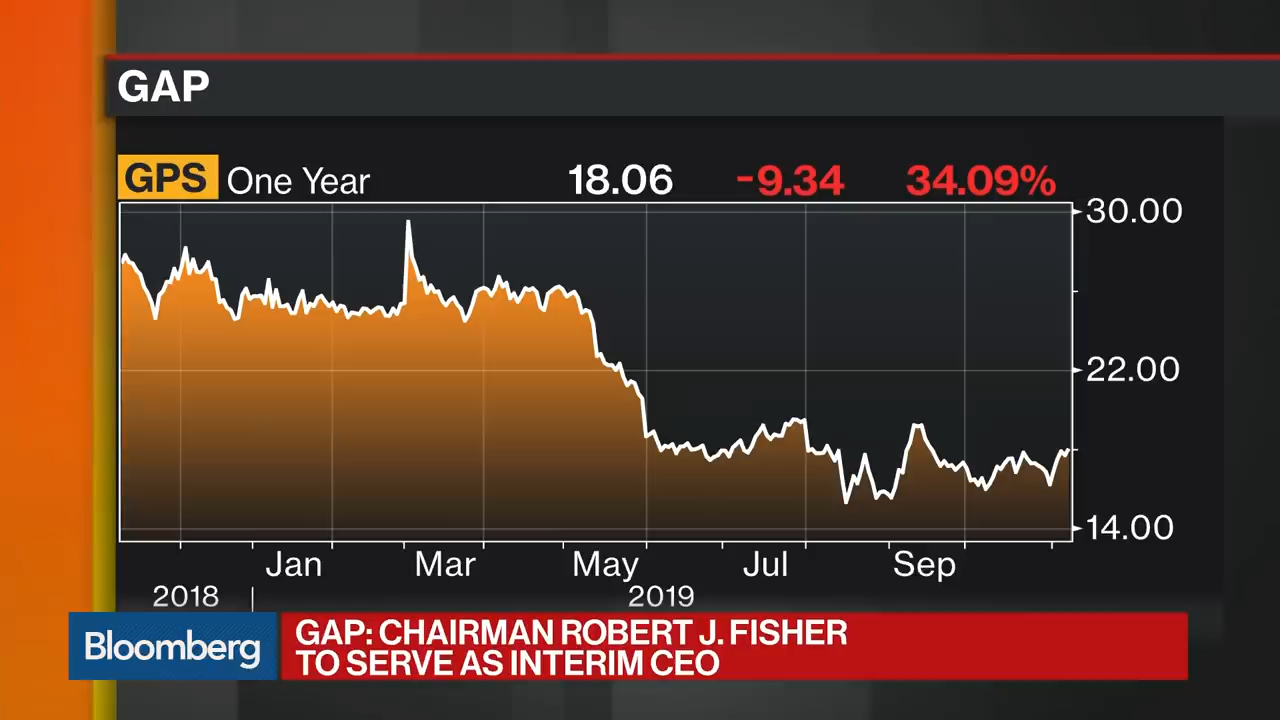 GAP
GPS One Year 18.06 -9.34 34.09%
30.00
22.00
14.00
Jan Mar May Jul Sep
2018 2019
Bloomberg
GAP: CHAIRMAN ROBERT J. FISHER
TO SERVE AS INTERIM CEO